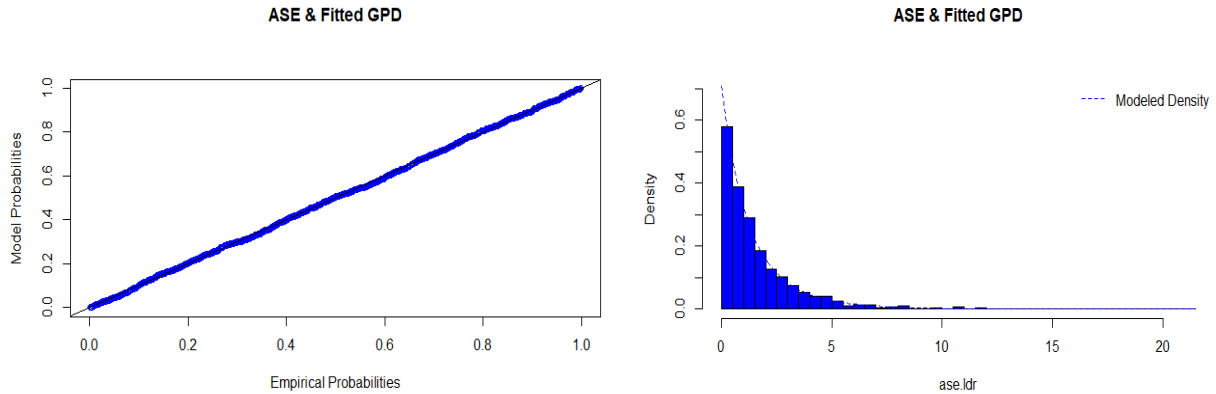 ASE & Fitted GPD
Model Probabilities
1.0
0.8
0.6
0.4
0.2
0.0
0.0 0.2 0.4 0.6 0.8 1.0
Empirical Probabilities
ASE & Fitted GPD
Modeled Density
Density
0.6
0.4
0.2
0.0
0 5 10 15 20
ase.ldr